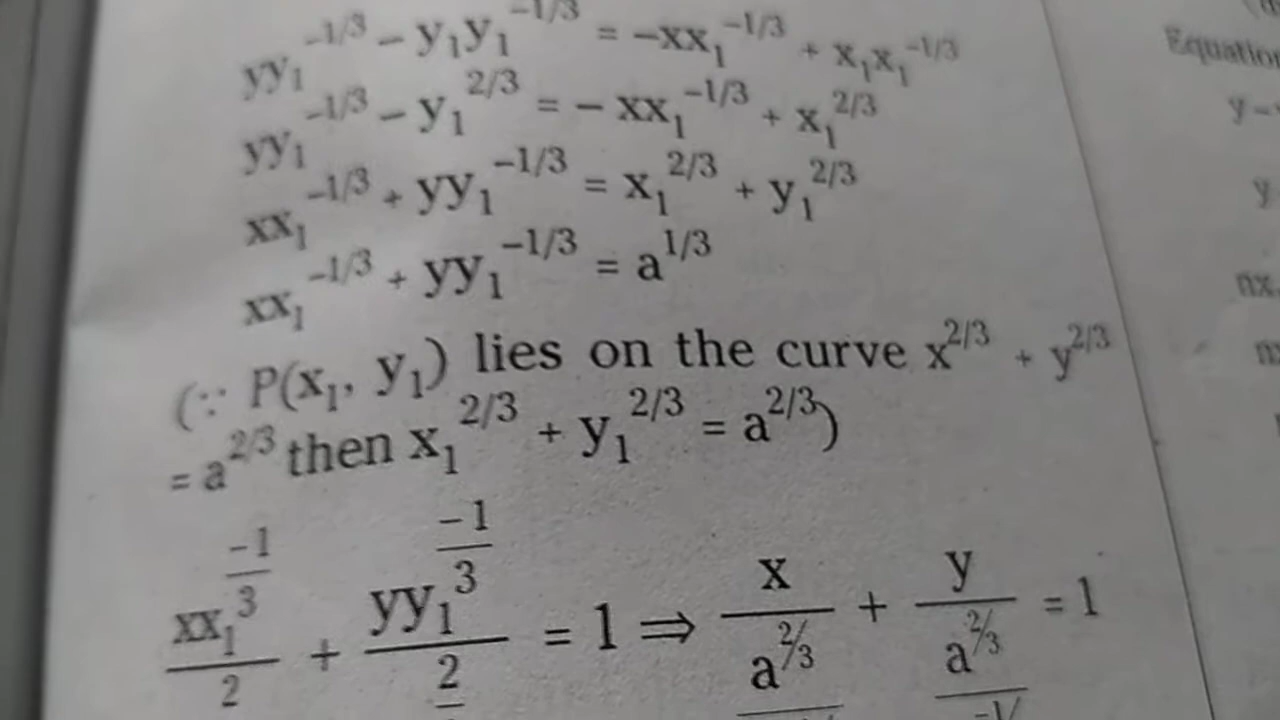 yy₁^{-1/3} – y₁y₁^{-1/3} = –xx₁^{-1/3} + x₁x₁^{-1/3}
yy₁^{-1/3} – y₁^{2/3} = – xx₁^{-1/3} + x₁^{2/3}
xx₁^{-1/3} + yy₁^{-1/3} = x₁^{2/3} + y₁^{2/3}
xx₁^{-1/3} + yy₁^{-1/3} = a^{1/3}
(∵ P(x₁, y₁) lies on the curve x^{2/3} + y^{2/3}
= a^{2/3} then x₁^{2/3} + y₁^{2/3} = a^{2/3})
xx₁^{-1/3}/2 + yy₁^{-1/3}/2 = 1 ⇒ x/a^{2/3} + y/a^{2/3} = 1
Equation
y –
y
nx